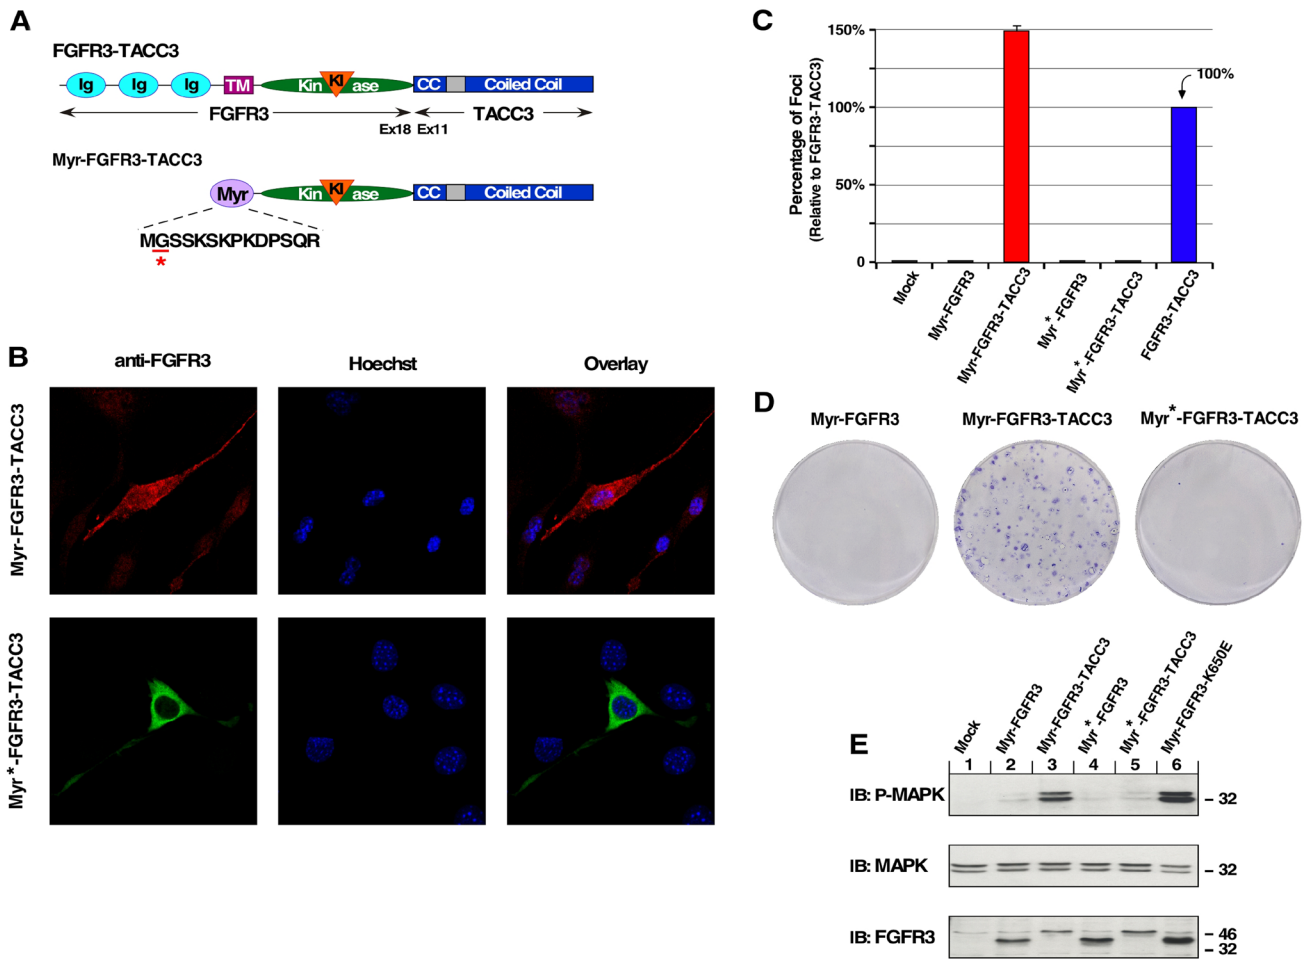 A
FGFR3-TACC3
Ig Ig Ig TM Kin KI ase CC Coiled Coil
FGFR3 TACC3
Ex18 Ex11
Myr-FGFR3-TACC3
Myr Kin KI ase CC Coiled Coil
MGSSKSKPKDPSQR
*
B
anti-FGFR3 Hoechst Overlay
Myr-FGFR3-TACC3
Myr*-FGFR3-TACC3
C
Percentage of Foci
(Relative to FGFR3-TACC3)
150%
100%
50%
0
100%
Mock
Myr-FGFR3
Myr-FGFR3-TACC3
Myr*-FGFR3
Myr*-FGFR3-TACC3
FGFR3-TACC3
D
Myr-FGFR3 Myr-FGFR3-TACC3 Myr*-FGFR3-TACC3
E
Mock
Myr-FGFR3
Myr-FGFR3-TACC3
Myr*-FGFR3
Myr*-FGFR3-TACC3
Myr-FGFR3-K650E
1 2 3 4 5 6
IB: P-MAPK – 32
IB: MAPK – 32
IB: FGFR3 – 46
– 32